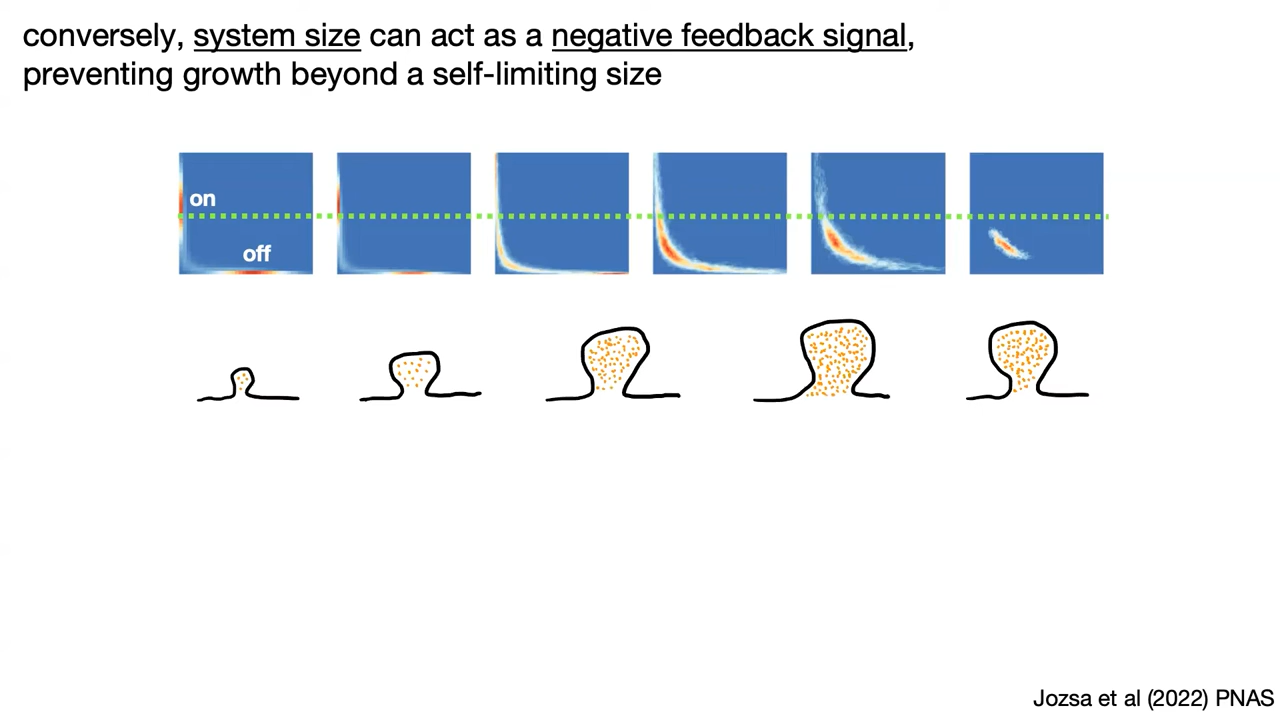 conversely, system size can act as a negative feedback signal,
preventing growth beyond a self-limiting size
on
off
Jozsa et al (2022) PNAS